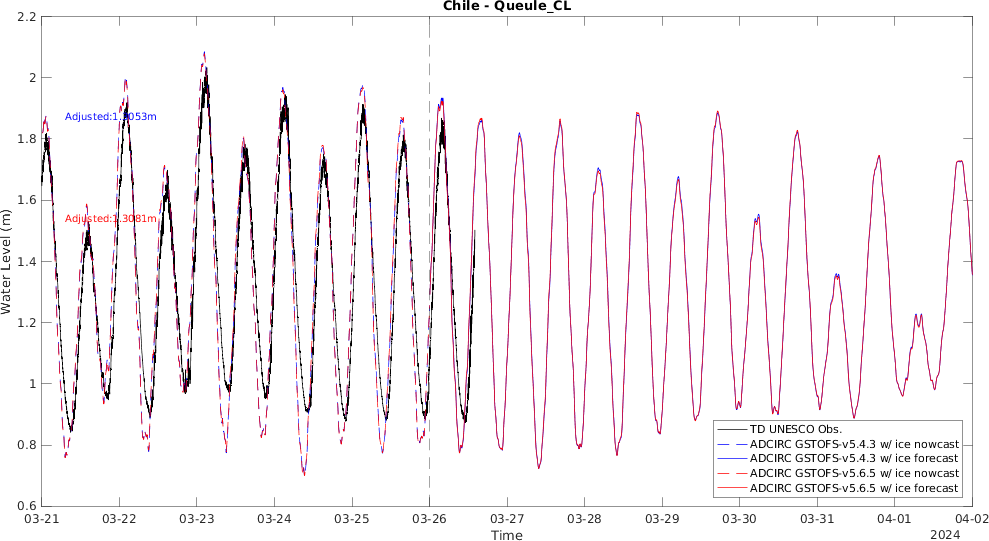 Chile - Queule_CL
2.2
2
1.8
1.6
1.4
1.2
1
0.8
0.6
Water Level (m)
Adjusted:1.3053m
Adjusted:1.3081m
TD UNESCO Obs.
ADCIRC GSTOFS-v5.4.3 w/ ice nowcast
ADCIRC GSTOFS-v5.4.3 w/ ice forecast
ADCIRC GSTOFS-v5.6.5 w/ ice nowcast
ADCIRC GSTOFS-v5.6.5 w/ ice forecast
03-21 03-22 03-23 03-24 03-25 03-26 03-27 03-28 03-29 03-30 03-31 04-01 04-02
Time
2024